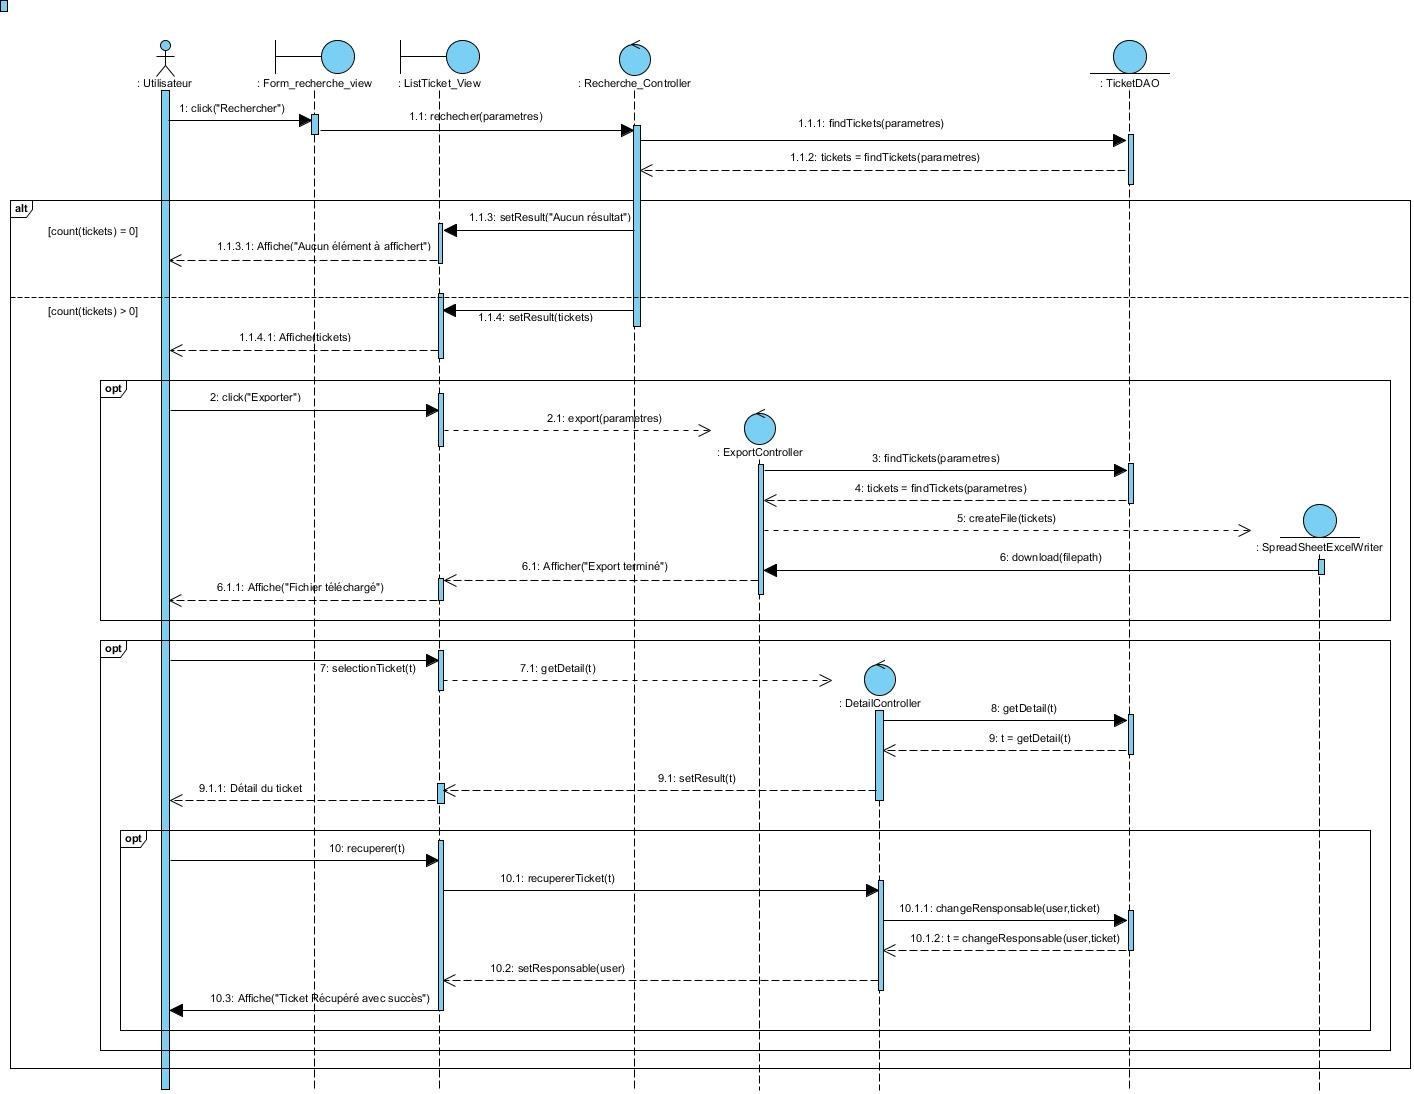 : Utilisateur
: Form_recherche_view
: ListTicket_View
: Recherche_Controller
: TicketDAO
1: click("Rechercher")
1.1: rechecher(parametres)
1.1.1: findTickets(parametres)
1.1.2: tickets = findTickets(parametres)
alt
[count(tickets) = 0]
1.1.3: setResult("Aucun résultat")
1.1.3.1: Affiche("Aucun élément à affichert")
[count(tickets) > 0]
1.1.4: setResult(tickets)
1.1.4.1: Affiche(tickets)
opt
2: click("Exporter")
2.1: export(parametres)
: ExportController
3: findTickets(parametres)
4: tickets = findTickets(parametres)
5: createFile(tickets)
: SpreadSheetExcelWriter
6: download(filepath)
6.1: Afficher("Export terminé")
6.1.1: Affiche("Fichier téléchargé")
opt
7: selectionTicket(t)
7.1: getDetail(t)
: DetailController
8: getDetail(t)
9: t = getDetail(t)
9.1: setResult(t)
9.1.1: Détail du ticket
opt
10: recuperer(t)
10.1: recupererTicket(t)
10.1.1: changeRensponsable(user,ticket)
10.1.2: t = changeResponsable(user,ticket)
10.2: setResponsable(user)
10.3: Affiche("Ticket Récupéré avec succès")